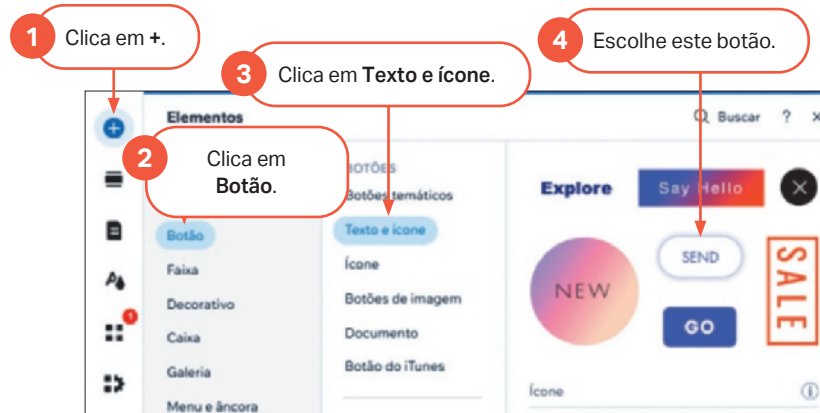 1 Clica em +.
3 Clica em Texto e ícone.
4 Escolhe este botão.
Elementos
Buscar ? ×
2 Clica em
Botão.
BOTÕES
Botões temáticos
Botão
Texto e ícone
Faixa
Ícone
Decorativo
Botões de imagem
Caixa
Documento
Galeria
Botão do iTunes
Menu e âncora
1
Explore
Say Hello
NEW
SEND
GO
SALE
Ícone